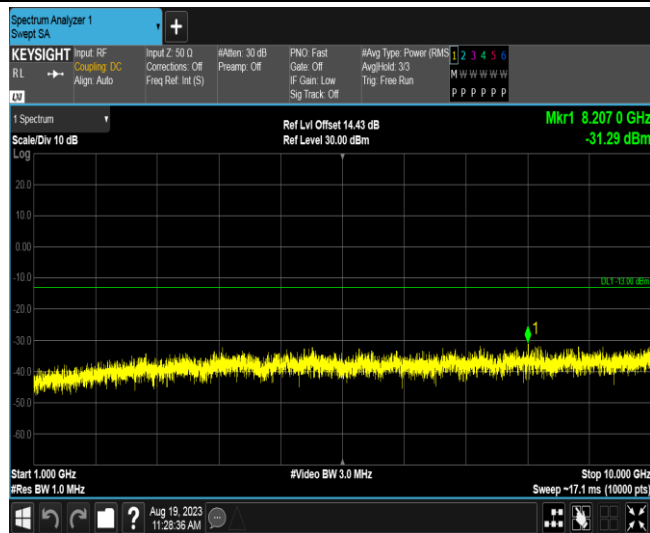 Spectrum Analyzer 1
Swept SA
+
KEYSIGHT
RL
Input: RF
Coupling: DC
Align: Auto
Input Z: 50 Ω
Corrections: Off
Freq Ref: Int (S)
#Atten: 30 dB
Preamp: Off
PNO: Fast
Gate: Off
IF Gain: Low
Sig Track: Off
#Avg Type: Power (RMS
Avg|Hold: 3/3
Trig: Free Run
1 2 3 4 5 6
M W W W W W
P P P P P P
LXI
1 Spectrum
Scale/Div 10 dB
Log
Ref Lvl Offset 14.43 dB
Ref Level 30.00 dBm
Mkr1 8.207 0 GHz
-31.29 dBm
20.0
10.0
0.00
-10.0
DL1 -13.00 dBm
-20.0
-30.0
1
-40.0
-50.0
-60.0
Start 1.000 GHz
#Video BW 3.0 MHz
Stop 10.000 GHz
#Res BW 1.0 MHz
Sweep ~17.1 ms (10000 pts)
?
Aug 19, 2023
11:28:36 AM